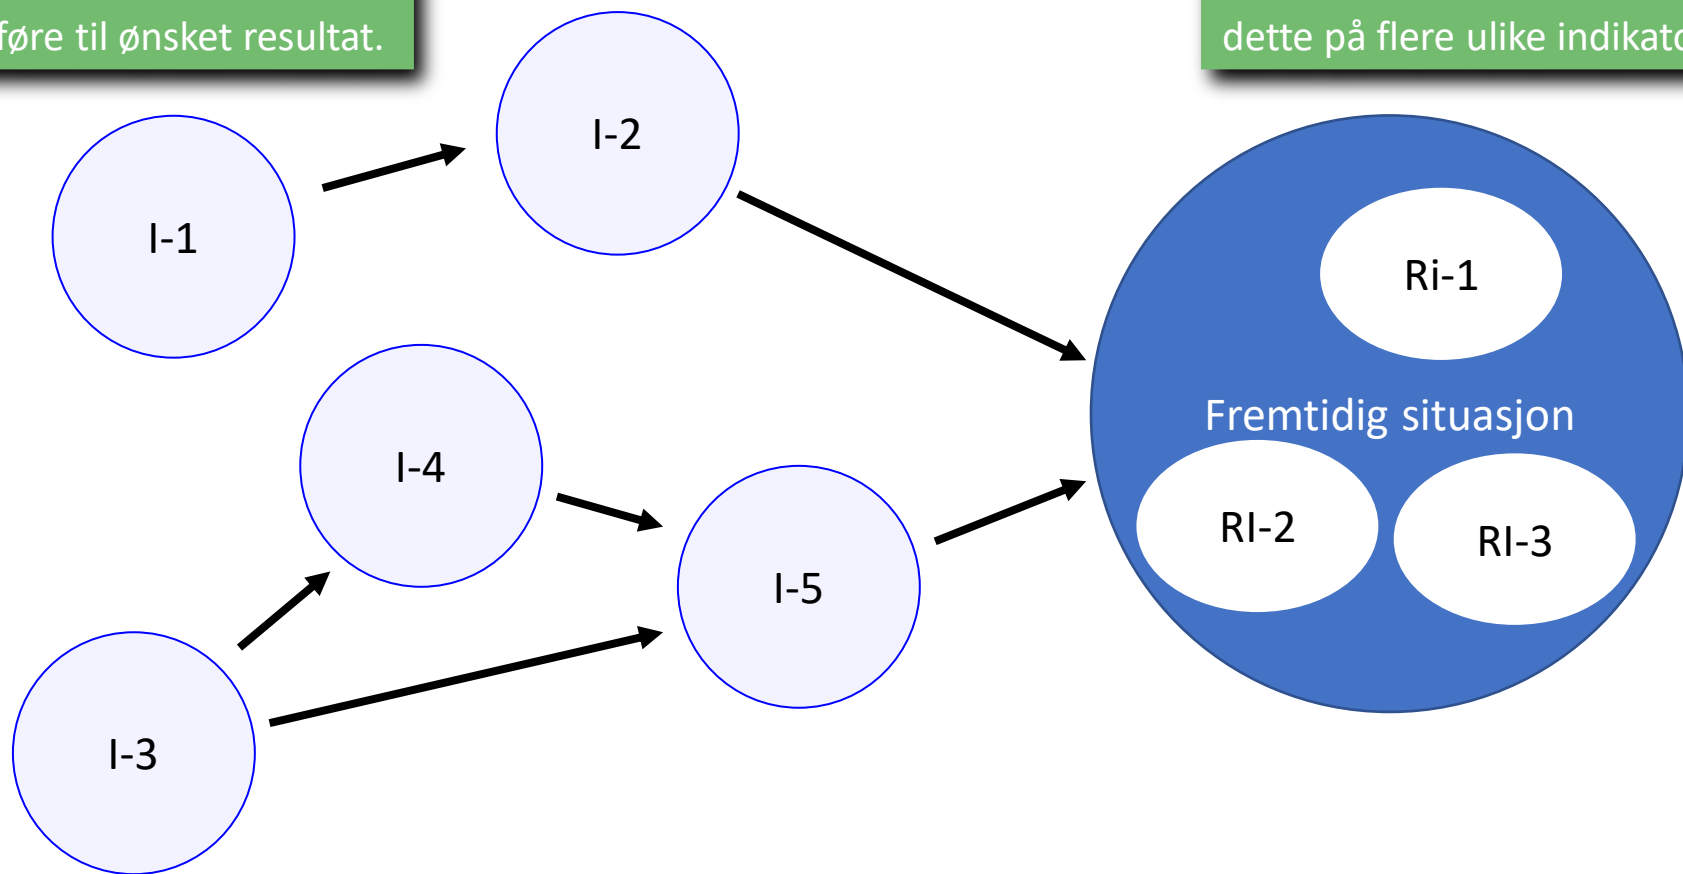 føre til ønsket resultat.
dette på flere ulike
I-2
I-1
Ri-1
Fremtidig situasjon
I-4
RI-2
RI-3
I-5
I-3